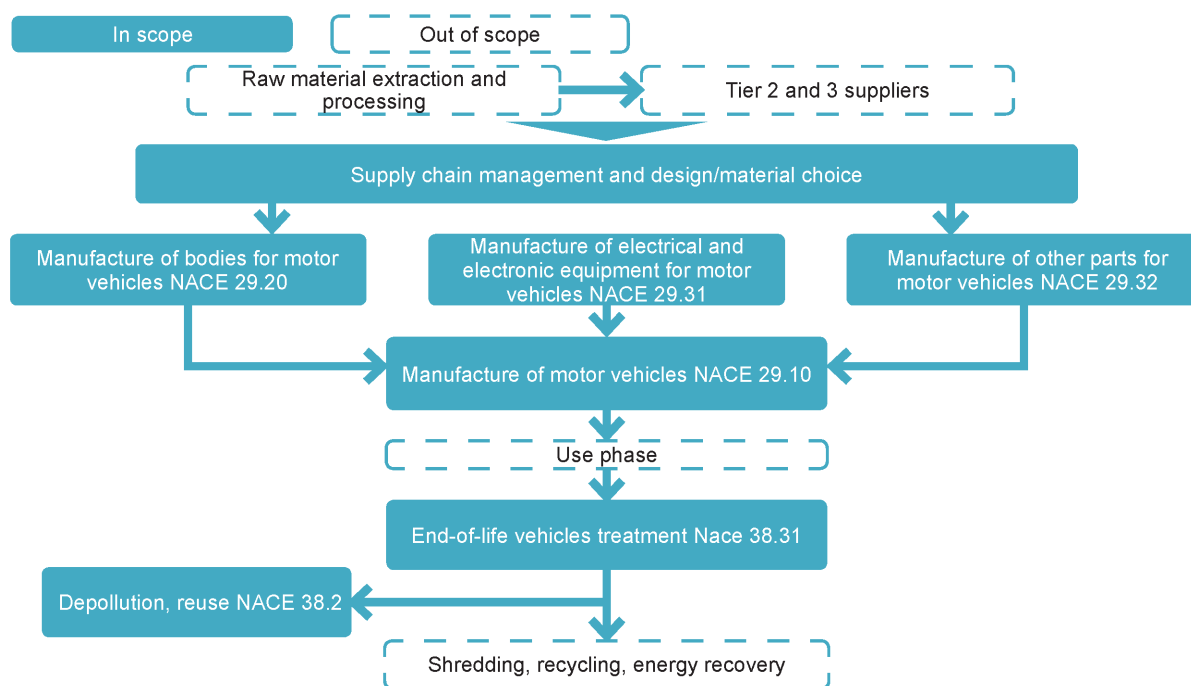 In scope
Out of scope
Raw material extraction and
processing
Tier 2 and 3 suppliers
Supply chain management and design/material choice
Manufacture of bodies for motor
vehicles NACE 29.20
Manufacture of electrical and
electronic equipment for motor
vehicles NACE 29.31
Manufacture of other parts for
motor vehicles NACE 29.32
Manufacture of motor vehicles NACE 29.10
Use phase
End-of-life vehicles treatment Nace 38.31
Depollution, reuse NACE 38.2
Shredding, recycling, energy recovery